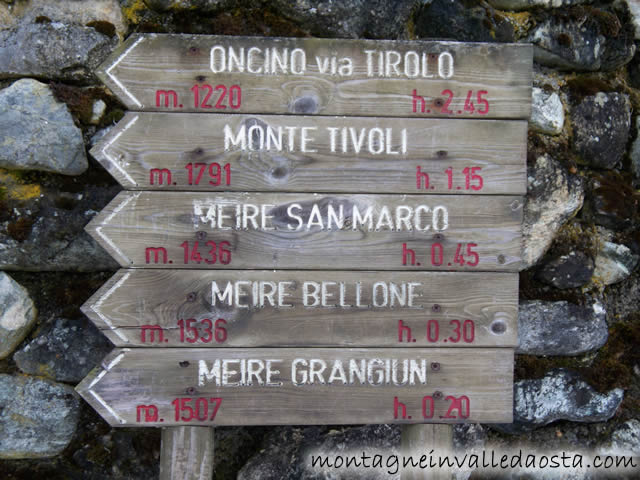 ONCINO via TIROLO
m. 1220 h. 2.45
MONTE TIVOLI
m. 1791 h. 1.15
MEIRE SAN MARCO
m. 1436 h. 0.45
MEIRE BELLONE
m. 1536 h. 0.30
MEIRE GRANGIUN
m. 1507 h. 0.20
montagneinvalledaosta.com